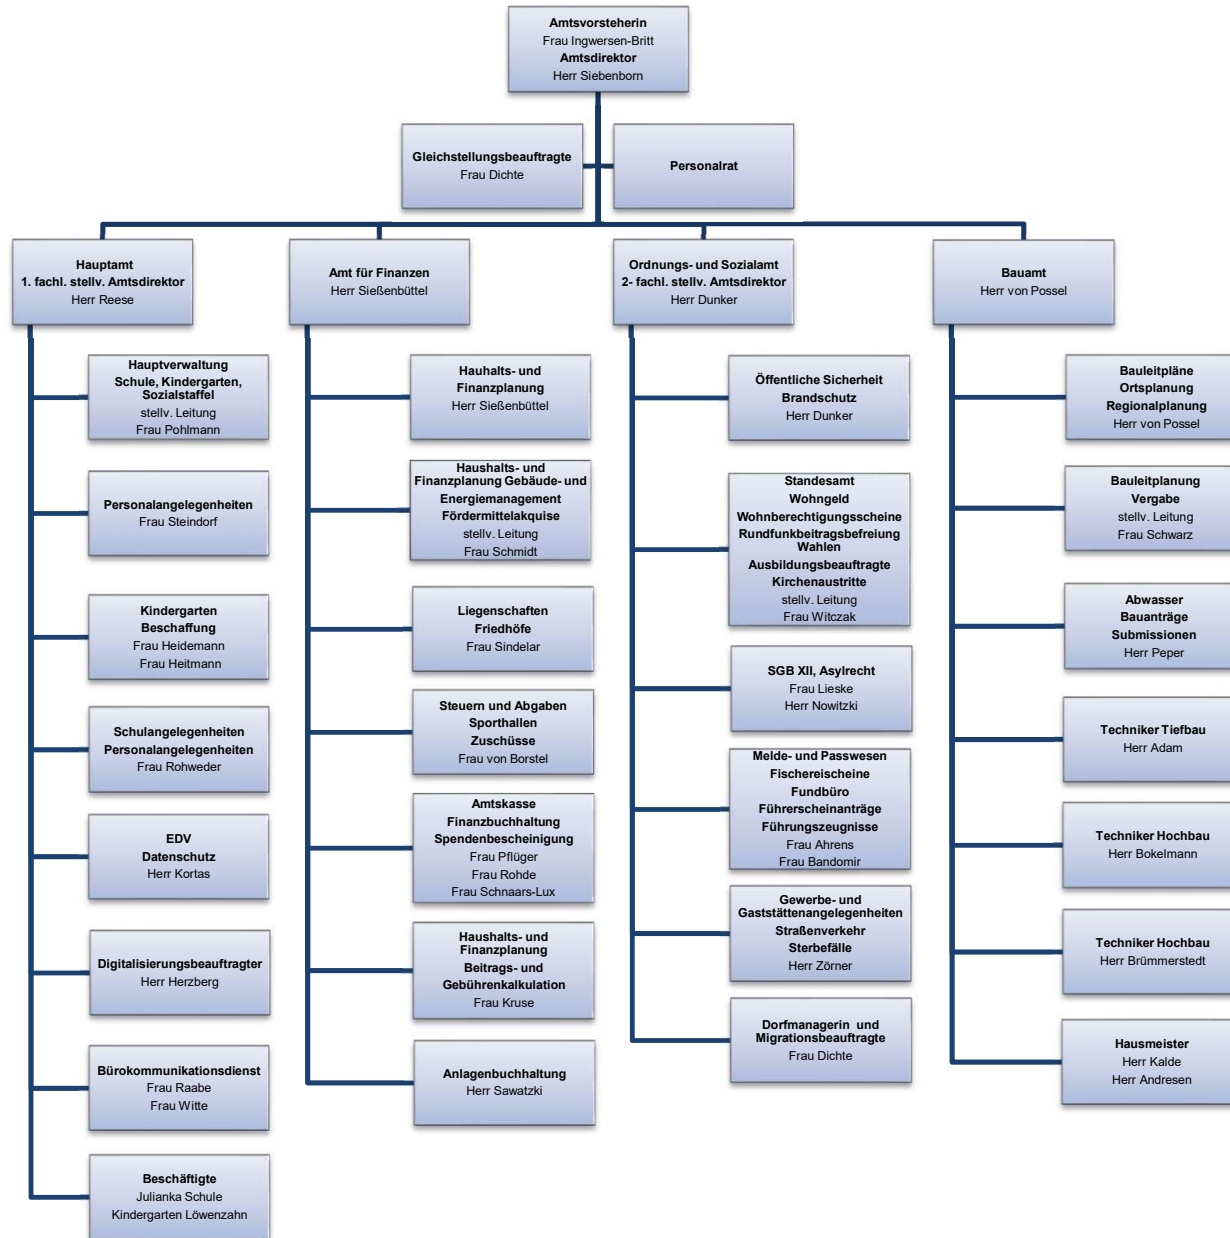 Amtsvorsteherin
Frau Ingwersen-Britt
Amtsdirektor
Herr Siebenborn
Gleichstellungsbeauftragte
Frau Dichte
Personalrat
Hauptamt
1. fachl. stellv. Amtsdirektor
Herr Reese
Amt für Finanzen
Herr Sießenbüttel
Ordnungs- und Sozialamt
2- fachl. stellv. Amtsdirektor
Herr Dunker
Bauamt
Herr von Possel
Hauptverwaltung
Schule, Kindergarten,
Sozialstaffel
stellv. Leitung
Frau Pohlmann
Personalangelegenheiten
Frau Steindorf
Kindergarten
Beschaffung
Frau Heidemann
Frau Heitmann
Schulangelegenheiten
Personalangelegenheiten
Frau Rohweder
EDV
Datenschutz
Herr Kortas
Digitalisierungsbeauftragter
Herr Herzberg
Bürokommunikationsdienst
Frau Raabe
Frau Witte
Beschäftigte
Julianka Schule
Kindergarten Löwenzahn
Hauhalts- und
Finanzplanung
Herr Sießenbüttel
Haushalts- und
Finanzplanung Gebäude- und
Energiemanagement
Fördermittelakquise
stellv. Leitung
Frau Schmidt
Liegenschaften
Friedhöfe
Frau Sindelar
Steuern und Abgaben
Sporthallen
Zuschüsse
Frau von Borstel
Amtskasse
Finanzbuchhaltung
Spendenbescheinigung
Frau Pflüger
Frau Rohde
Frau Schnaars-Lux
Haushalts- und
Finanzplanung
Beitrags- und
Gebührenkalkulation
Frau Kruse
Anlagenbuchhaltung
Herr Sawatzki
Öffentliche Sicherheit
Brandschutz
Herr Dunker
Standesamt
Wohngeld
Wohnberechtigungsscheine
Rundfunkbeitragsbefreiung
Wahlen
Ausbildungsbeauftragte
Kirchenaustritte
stellv. Leitung
Frau Witczak
SGB XII, Asylrecht
Frau Lieske
Herr Nowitzki
Melde- und Passwesen
Fischereischeine
Fundbüro
Führerscheinanträge
Führungszeugnisse
Frau Ahrens
Frau Bandomir
Gewerbe- und
Gaststättenangelegenheiten
Straßenverkehr
Sterbefälle
Herr Zörner
Dorfmanagerin und
Migrationsbeauftragte
Frau Dichte
Bauleitpläne
Ortsplanung
Regionalplanung
Herr von Possel
Bauleitplanung
Vergabe
stellv. Leitung
Frau Schwarz
Abwasser
Bauanträge
Submissionen
Herr Peper
Techniker Tiefbau
Herr Adam
Techniker Hochbau
Herr Bokelmann
Techniker Hochbau
Herr Brümmerstedt
Hausmeister
Herr Kalde
Herr Andresen